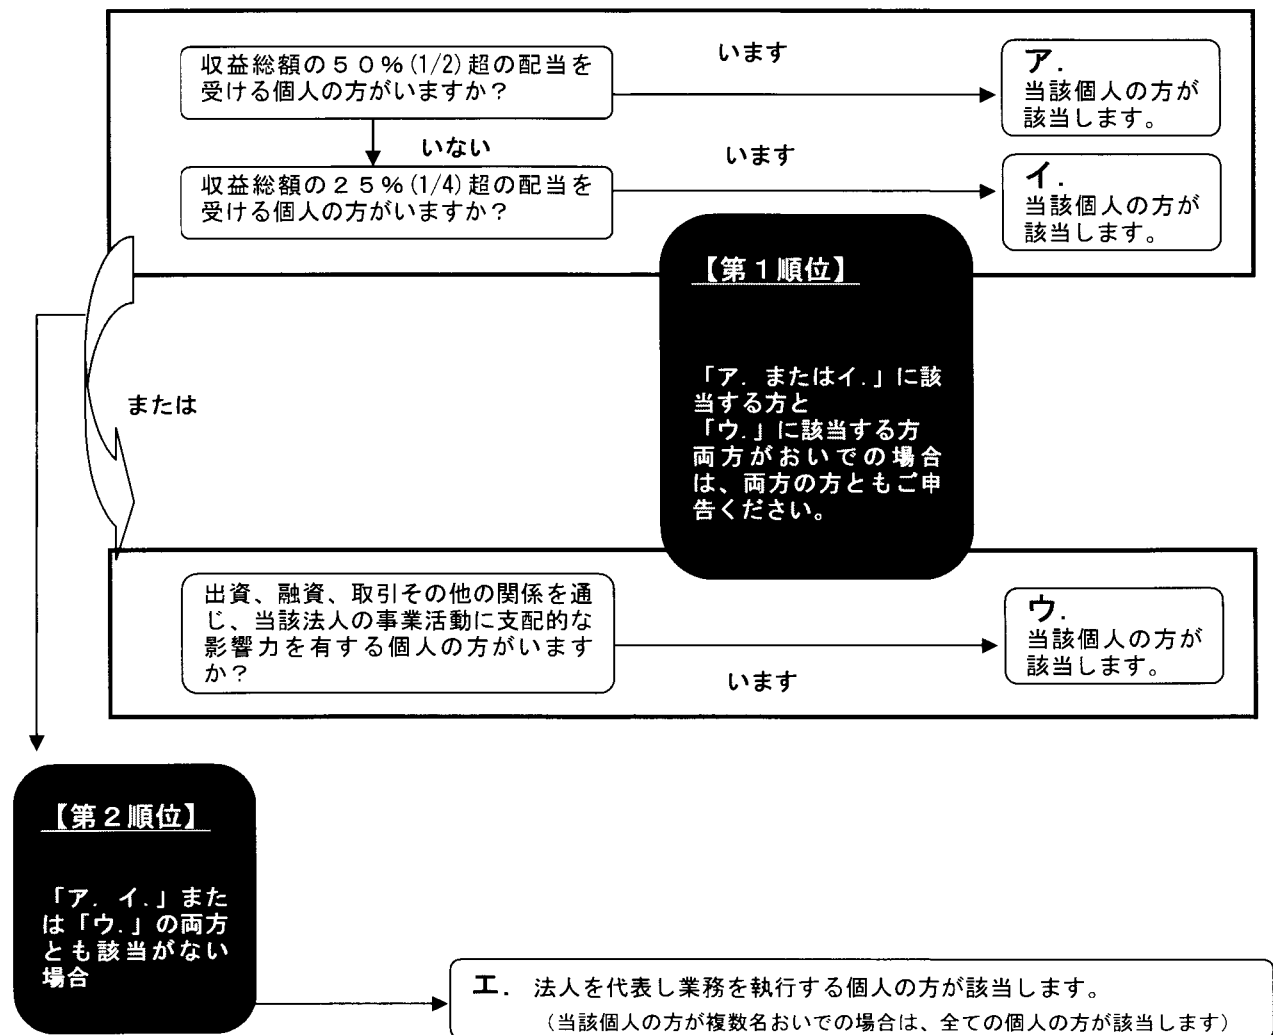 収益総額の５０%(1/2)超の配当を
受ける個人の方がいますか？
います
ア.
当該個人の方が
該当します。
いない
収益総額の２５%(1/4)超の配当を
受ける個人の方がいますか？
います
イ.
当該個人の方が
該当します。
【第１順位】
「ア. またはイ.」に該
当する方と
「ウ.」に該当する方
両方がおいでの場合
は、両方の方ともご申
告ください。
または
出資、融資、取引その他の関係を通
じ、当該法人の事業活動に支配的な
影響力を有する個人の方がいます
か？
います
ウ.
当該個人の方が
該当します。
【第２順位】
「ア. イ.」また
は「ウ.」の両方
とも該当がない
場合
エ. 法人を代表し業務を執行する個人の方が該当します。
（当該個人の方が複数名おいでの場合は、全ての個人の方が該当します）